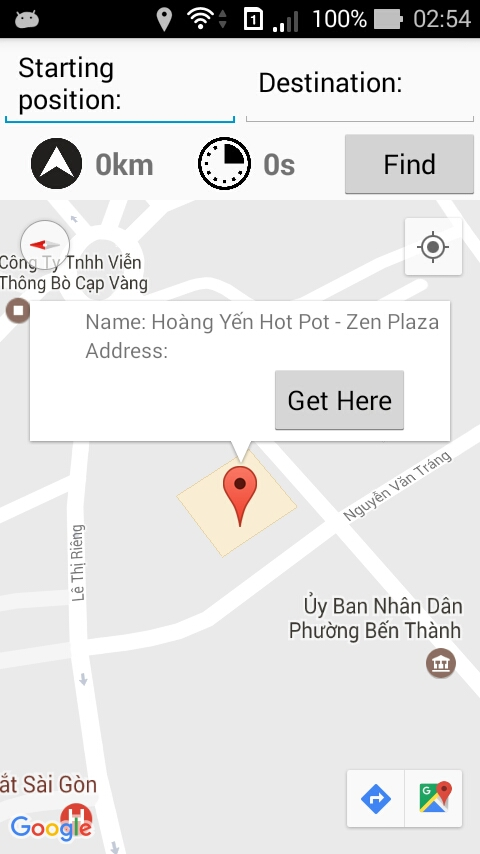 100% 02:54
Starting
position:
Destination:
0km
0s
Find
Công Ty Tnhh Viễn
Thông Bò Cạp Vàng
Name: Hoàng Yến Hot Pot - Zen Plaza
Address:
Get Here
Nguyễn Văn Tráng
Lê Thị Riêng
Ủy Ban Nhân Dân
Phường Bến Thành
ắt Sài Gòn
H
Google
G
1